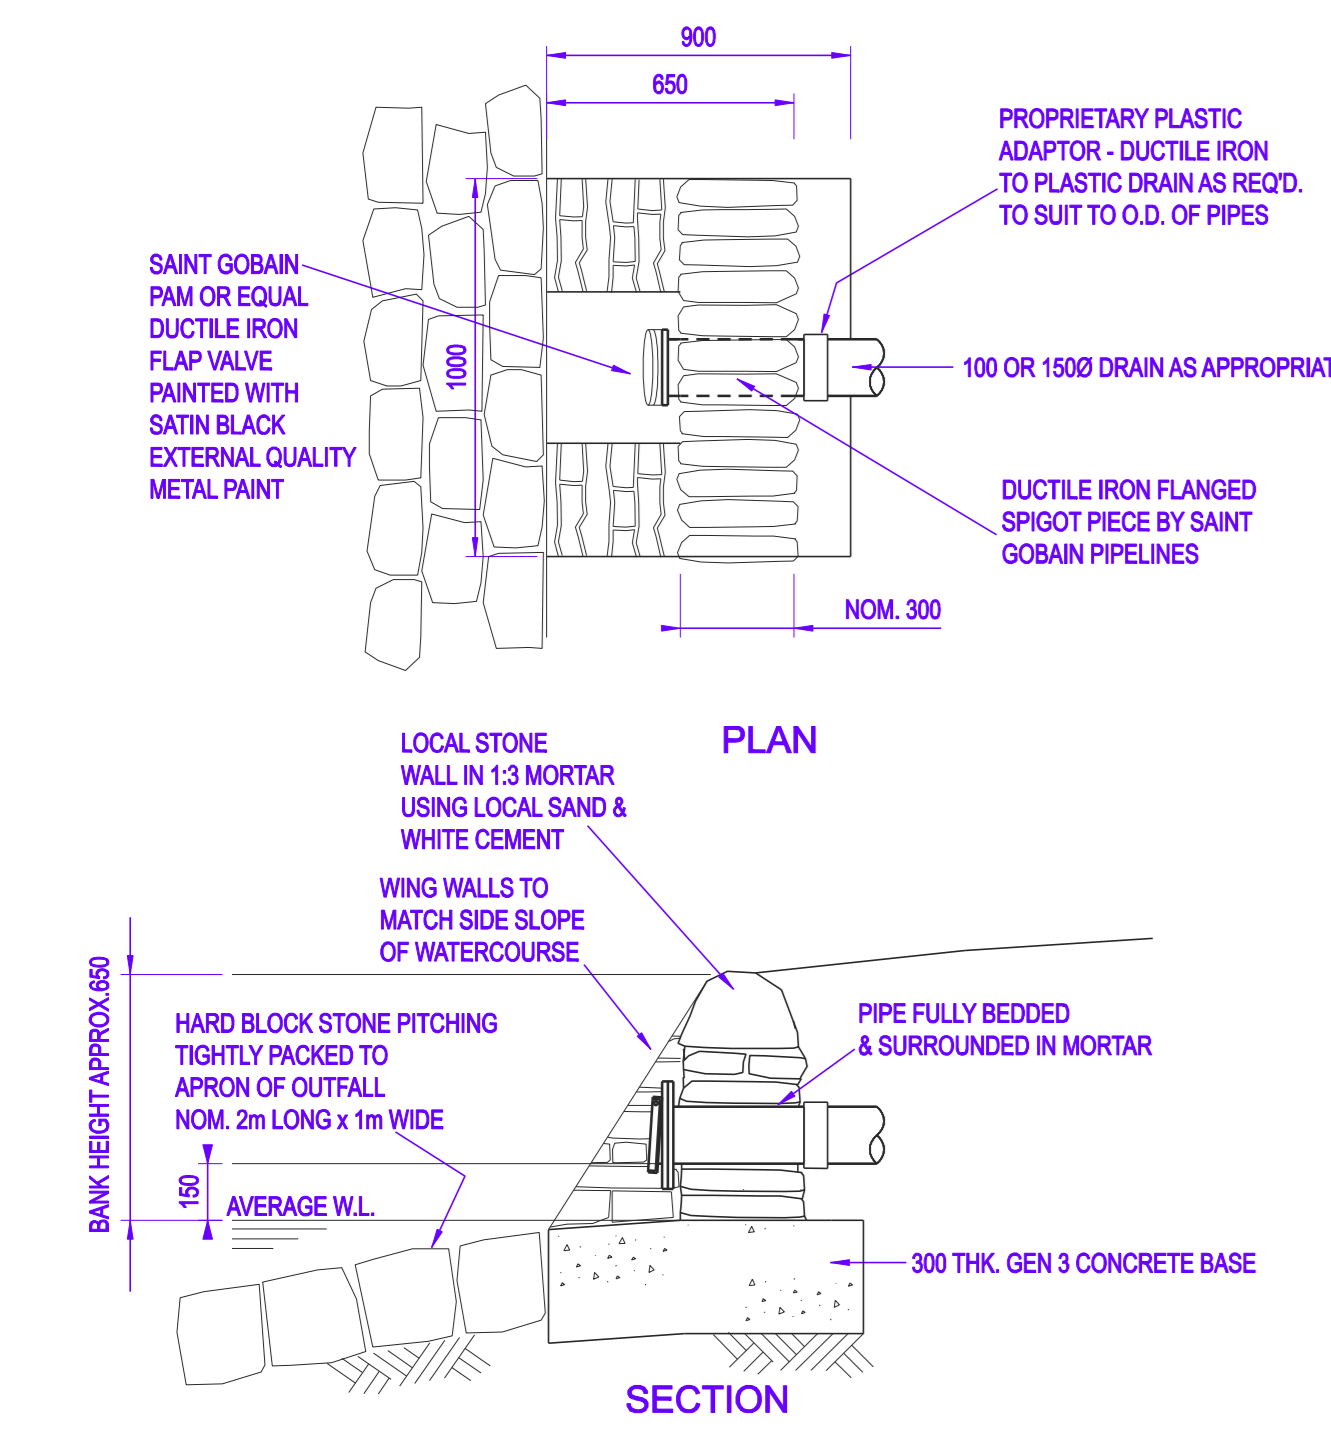 900
650
PROPRIETARY PLASTIC
ADAPTOR - DUCTILE IRON
TO PLASTIC DRAIN AS REQ'D.
TO SUIT TO O.D. OF PIPES
SAINT GOBAIN
PAM OR EQUAL
DUCTILE IRON
FLAP VALVE
PAINTED WITH
SATIN BLACK
EXTERNAL QUALITY
METAL PAINT
1000
100 OR 150Ø DRAIN AS APPROPRIAT
DUCTILE IRON FLANGED
SPIGOT PIECE BY SAINT
GOBAIN PIPELINES
NOM. 300
PLAN
LOCAL STONE
WALL IN 1:3 MORTAR
USING LOCAL SAND &
WHITE CEMENT
WING WALLS TO
MATCH SIDE SLOPE
OF WATERCOURSE
BANK HEIGHT APPROX.650
HARD BLOCK STONE PITCHING
TIGHTLY PACKED TO
APRON OF OUTFALL
NOM. 2m LONG x 1m WIDE
PIPE FULLY BEDDED
& SURROUNDED IN MORTAR
150
AVERAGE W.L.
300 THK. GEN 3 CONCRETE BASE
SECTION